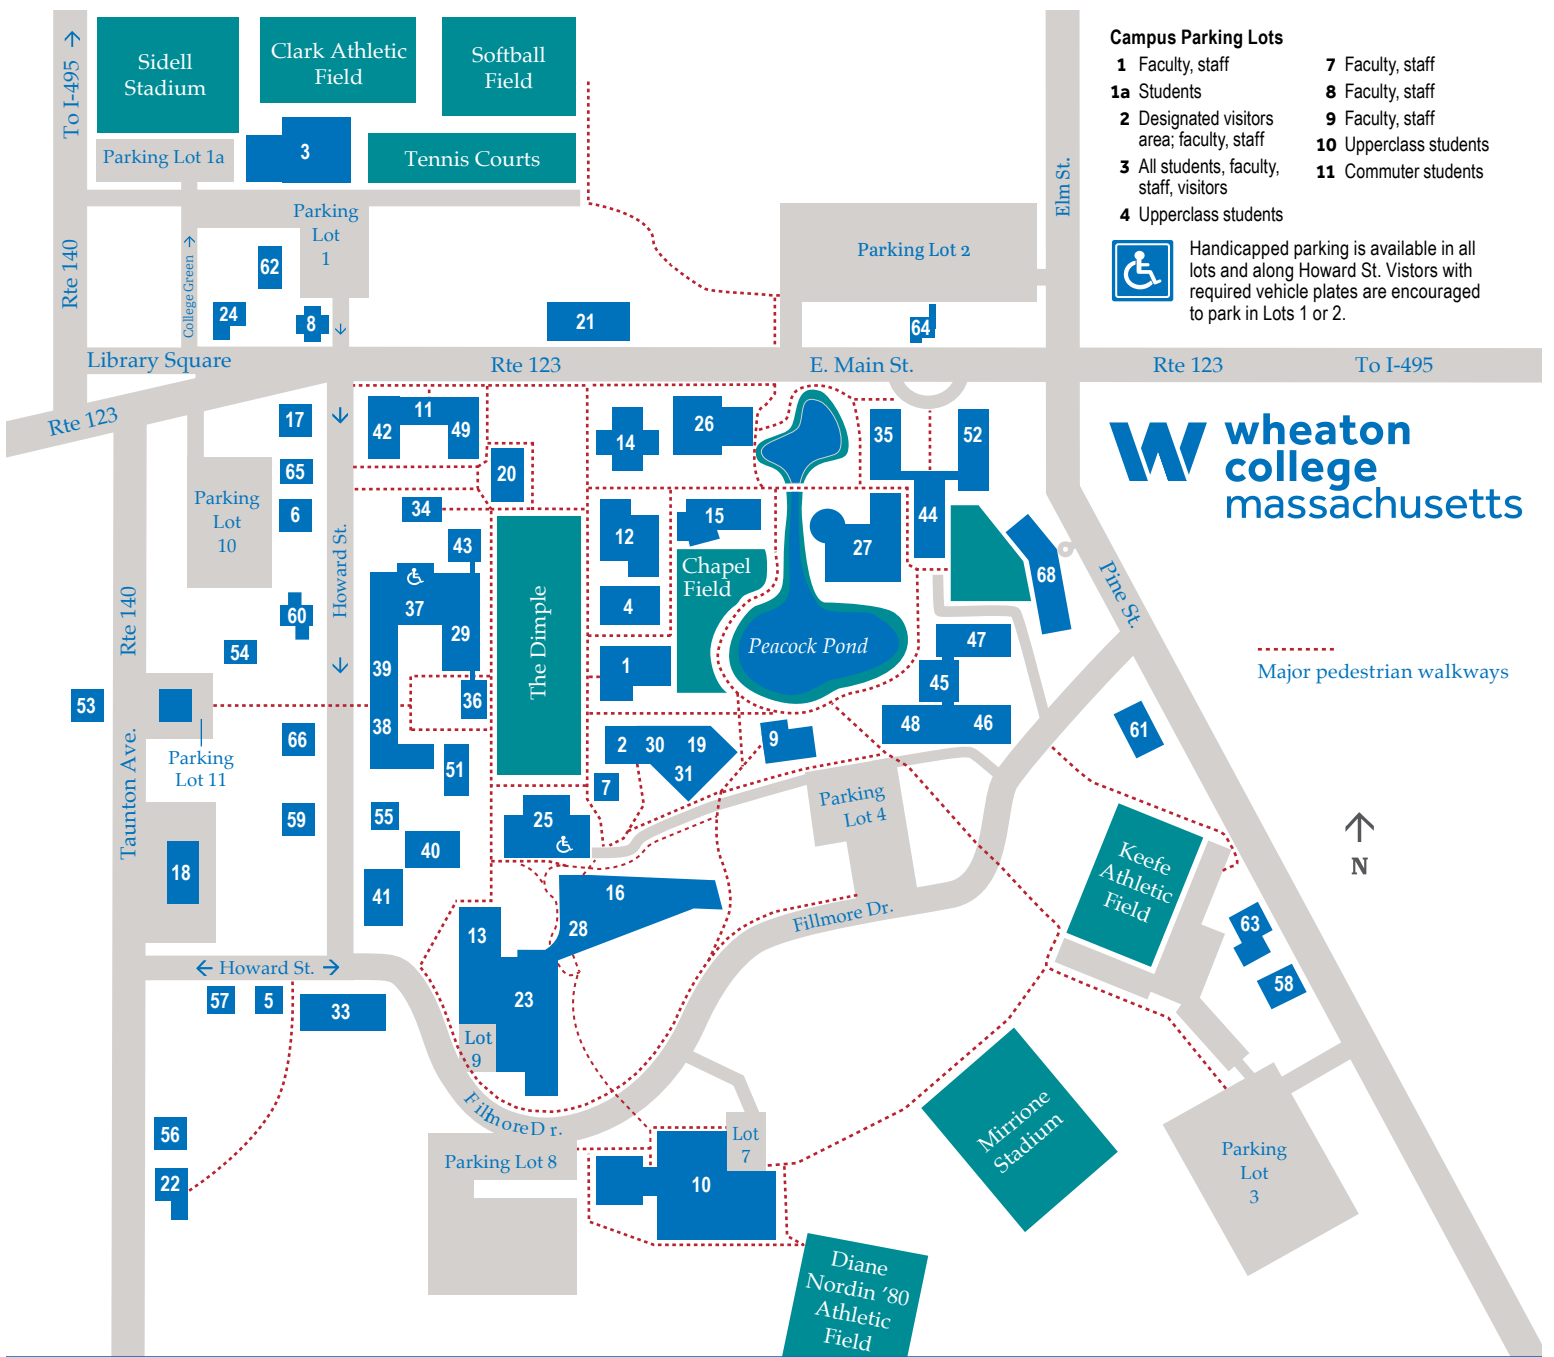 To I-495
Sidell
Stadium
Clark Athletic
Field
Softball
Field
Parking Lot 1a
3
Tennis Courts
Campus Parking Lots
1 Faculty, staff
1a Students
2 Designated visitors
area; faculty, staff
3 All students, faculty,
staff, visitors
4 Upperclass students
7 Faculty, staff
8 Faculty, staff
9 Faculty, staff
10 Upperclass students
11 Commuter students
Handicapped parking is available in all
lots and along Howard St. Vistors with
required vehicle plates are encouraged
to park in Lots 1 or 2.
Elm St.
Rte 140
College Green
Parking
Lot
1
Parking Lot 2
62
24
8
21
64
Library Square
Rte 123
E. Main St.
Rte 123
To I-495
Rte 123
17
42
11
49
14
26
35
52
wheaton
college
massachusetts
65
20
Parking
Lot
10
6
34
12
15
44
27
Howard St.
43
Chapel
Field
68
Pine St.
37
4
Rte 140
60
29
The Dimple
47
54
39
1
Peacock Pond
45
Major pedestrian walkways
53
36
38
48
46
61
66
2
30
19
9
31
Taunton Ave.
Parking
Lot 11
51
7
Parking
Lot 4
59
55
25
40
Keefe
Athletic
Field
N
18
41
16
28
13
Fillmore Dr.
63
Howard St.
23
58
57
5
33
Lot
9
Fillmore Dr.
Mirrione
Stadium
56
Lot
7
Parking Lot 8
Parking
Lot
3
22
10
Diane
Nordin ’80
Athletic
Field